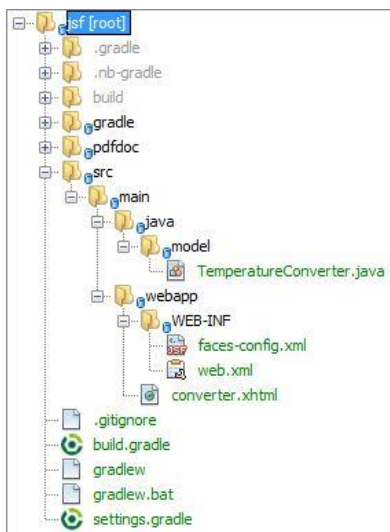 jsf [root]
.gradle
.nb-gradle
build
gradle
pdfdoc
src
main
java
model
TemperatureConverter.java
webapp
WEB-INF
faces-config.xml
web.xml
converter.xhtml
.gitignore
build.gradle
gradlew
gradlew.bat
settings.gradle